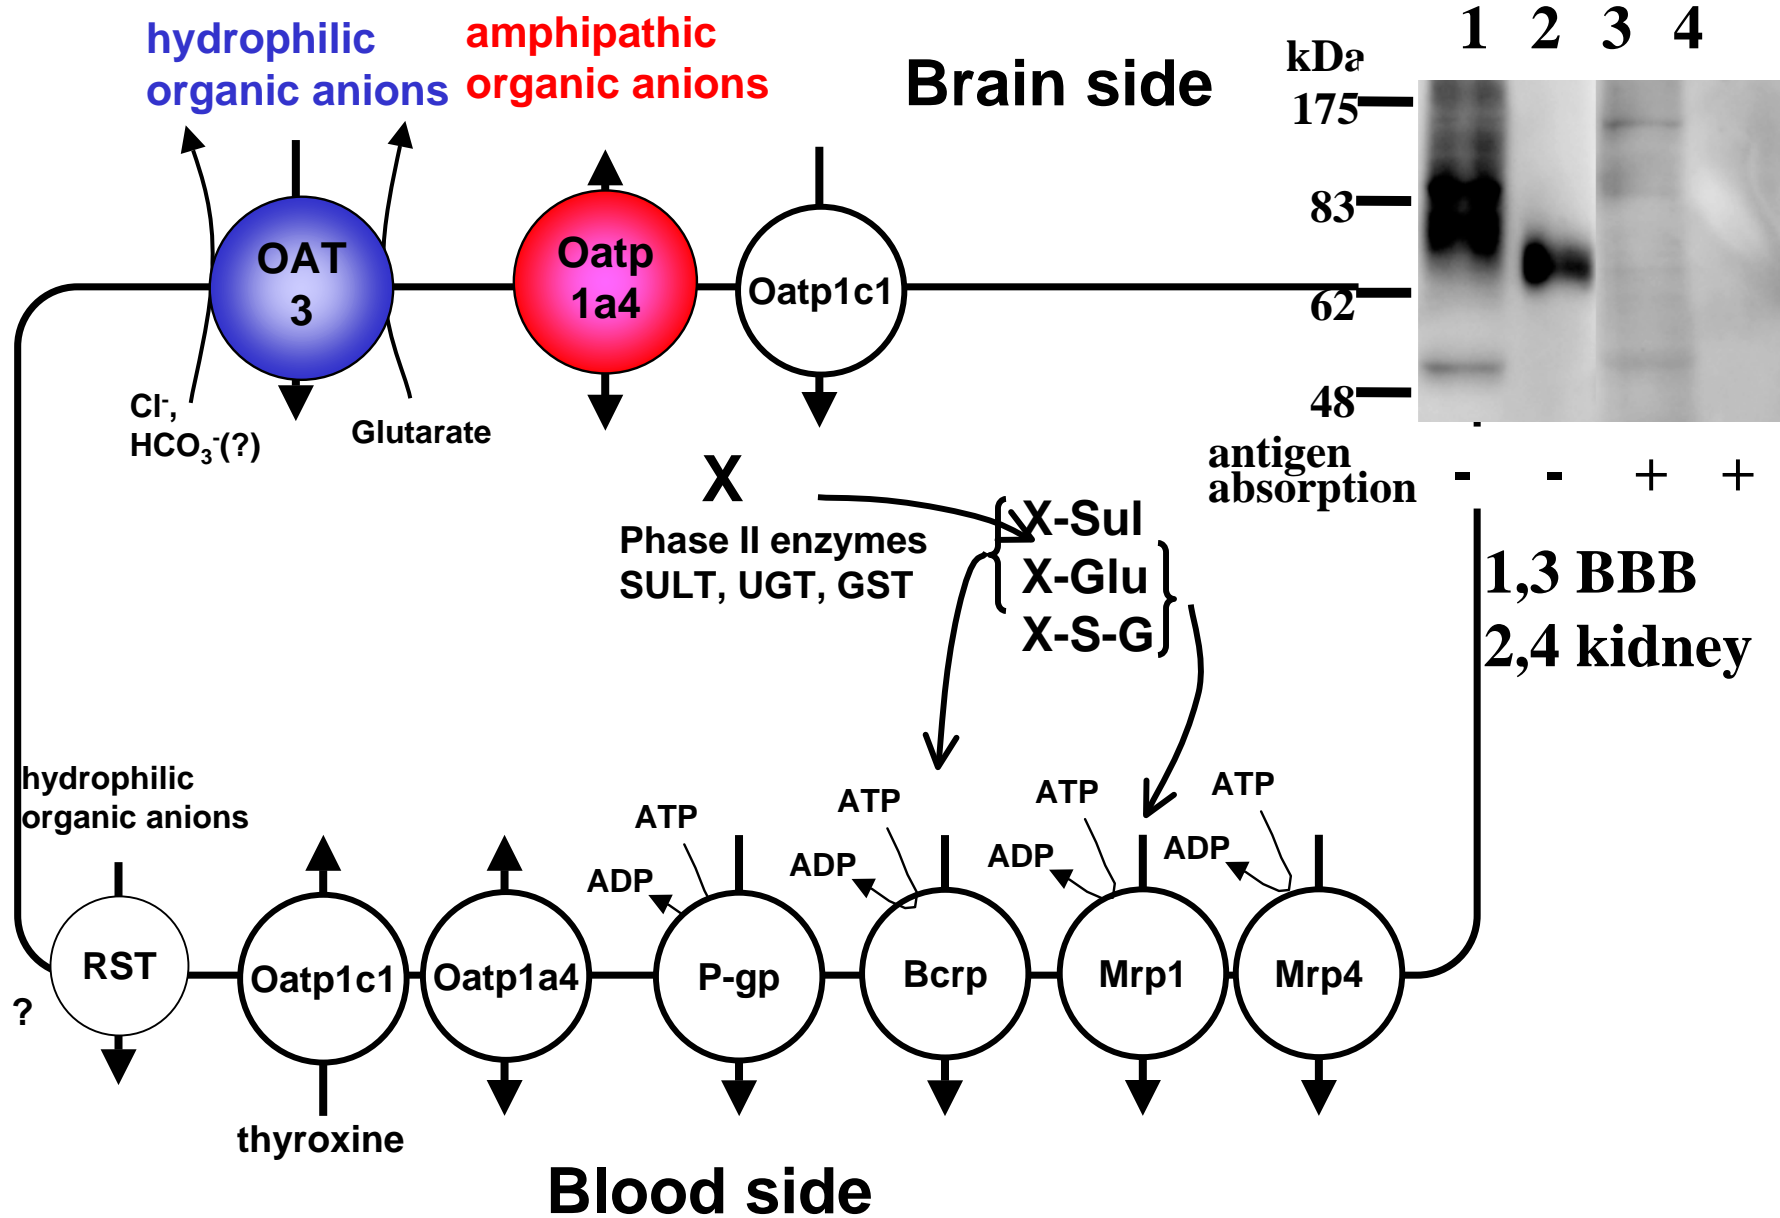 hydrophilic
organic anions
amphipathic
organic anions
Brain side
kDa
1 2 3 4
175
83
62
48
OAT
3
Oatp
1a4
Oatp1c1
Cl-,
HCO3-(?)
Glutarate
antigen
absorption
- - + +
X
Phase II enzymes
SULT, UGT, GST
X-Sul
X-Glu
X-S-G
1,3 BBB
2,4 kidney
hydrophilic
organic anions
ATP
ADP
ATP
ADP
ATP
ADP
ATP
ADP
RST
Oatp1c1
Oatp1a4
P-gp
Bcrp
Mrp1
Mrp4
?
thyroxine
Blood side